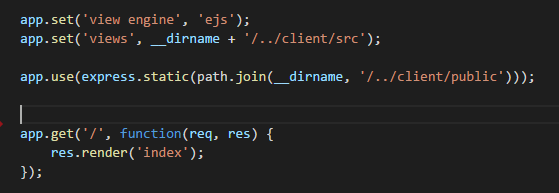 app.set('view engine', 'ejs');
app.set('views', __dirname + '/../client/src');
app.use(express.static(path.join(__dirname, '/../client/public')));
app.get('/', function(req, res) {
    res.render('index');
});